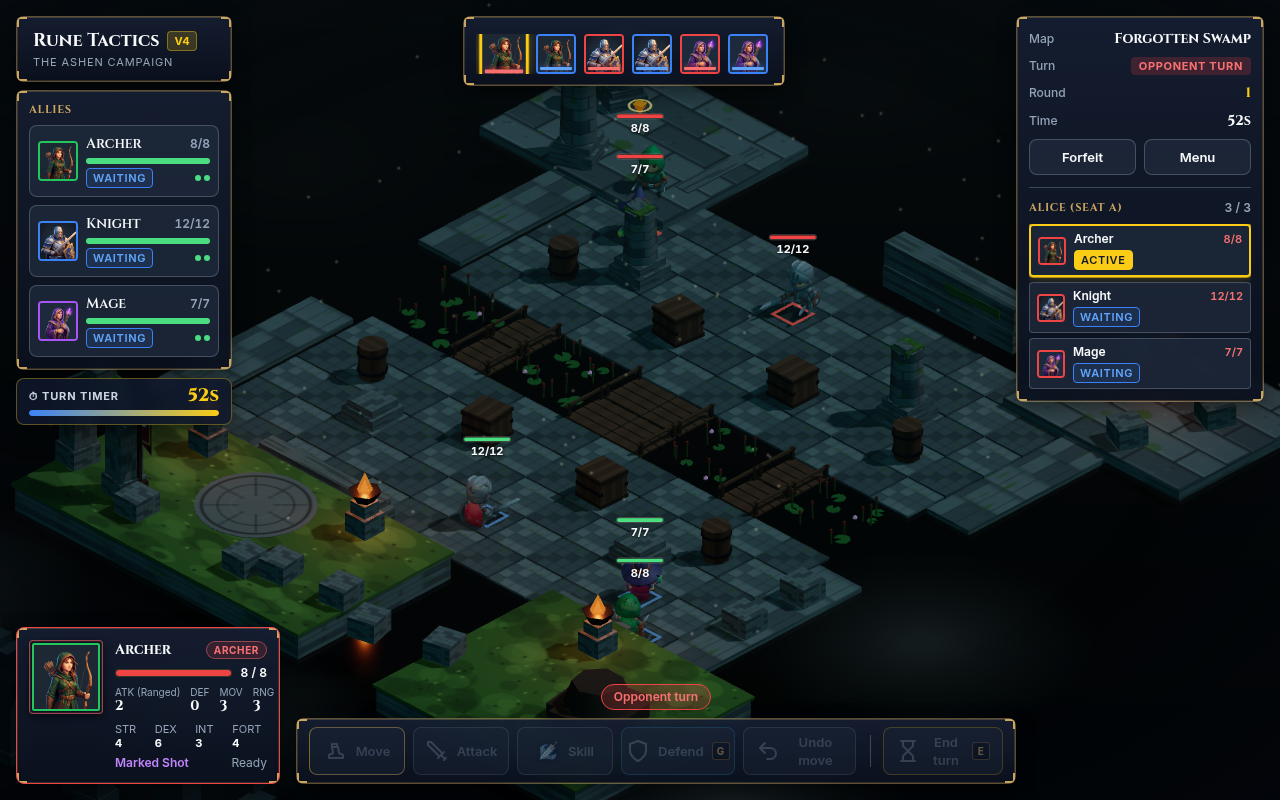 Rune Tactics V4
The Ashen Campaign
Allies
Archer 8/8
Waiting
Knight 12/12
Waiting
Mage 7/7
Waiting
Turn Timer 52s
8/8
7/7
12/12
12/12
7/7
8/8
Map Forgotten Swamp
Turn Opponent Turn
Round 1
Time 52s
Forfeit Menu
Alice (Seat A) 3 / 3
Archer 8/8
Active
Knight 12/12
Waiting
Mage 7/7
Waiting
Archer Archer
8 / 8
ATK (Ranged) DEF MOV RNG
2 0 3 3
STR DEX INT FORT
4 6 3 4
Marked Shot Ready
Opponent turn
Move Attack Skill Defend G Undo move End turn E